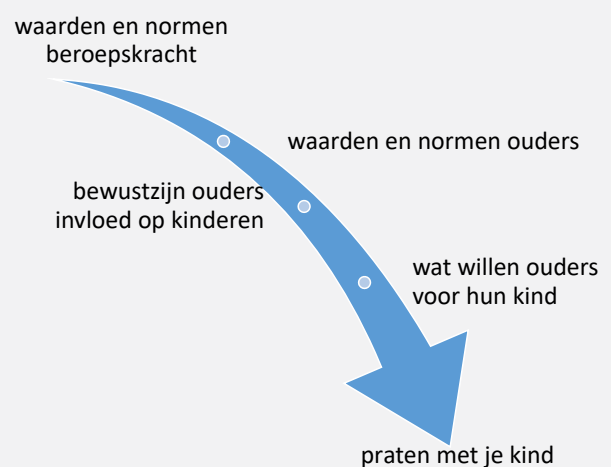 waarden en normen
beroepskracht
waarden en normen ouders
bewustzijn ouders
invloed op kinderen
wat willen ouders
voor hun kind
praten met je kind